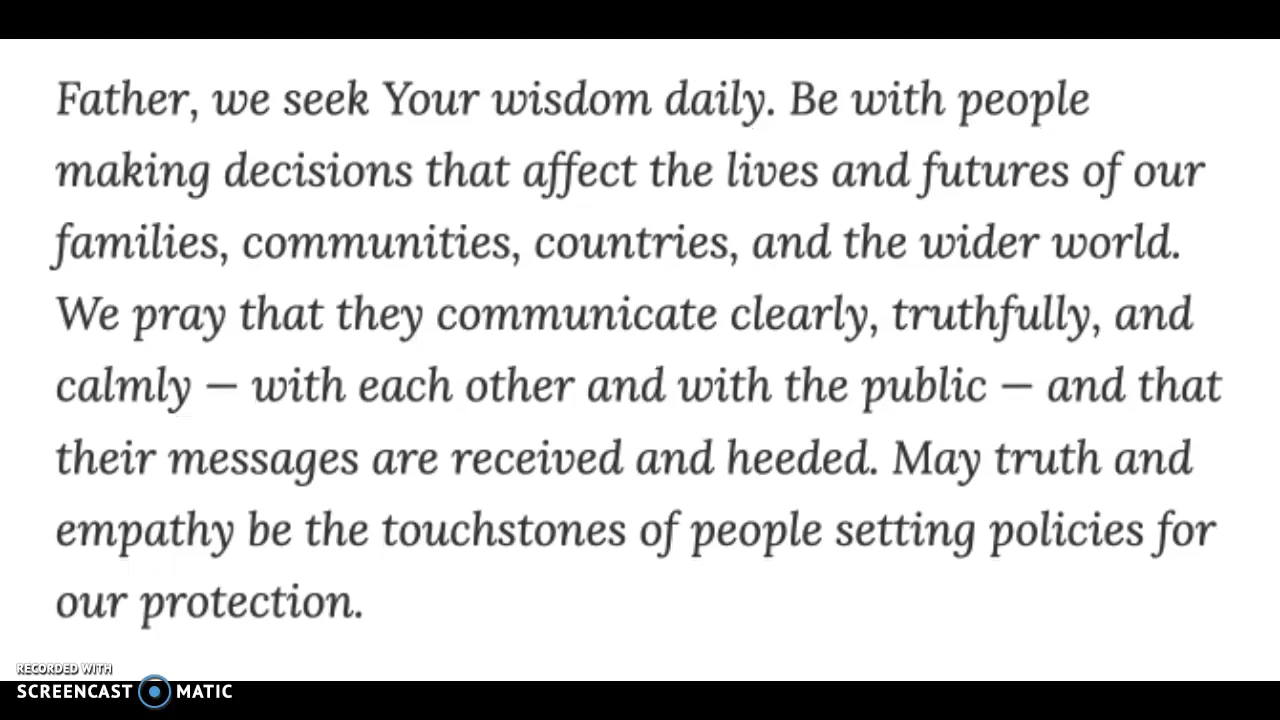 Father, we seek Your wisdom daily. Be with people
making decisions that affect the lives and futures of our
families, communities, countries, and the wider world.
We pray that they communicate clearly, truthfully, and
calmly — with each other and with the public — and that
their messages are received and heeded. May truth and
empathy be the touchstones of people setting policies for
our protection.
RECORDED WITH
SCREENCAST MATIC